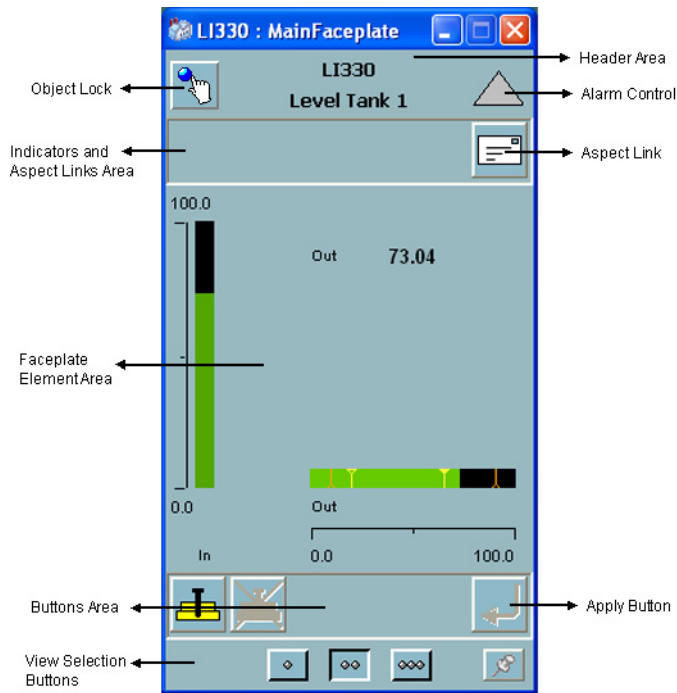 LI330 : MainFaceplate
LI330
Level Tank 1
Header Area
Object Lock
Alarm Control
Indicators and
Aspect Links Area
Aspect Link
100.0
Out 73.04
Faceplate
Element Area
0.0
Out
In
0.0 100.0
Buttons Area
Apply Button
View Selection
Buttons